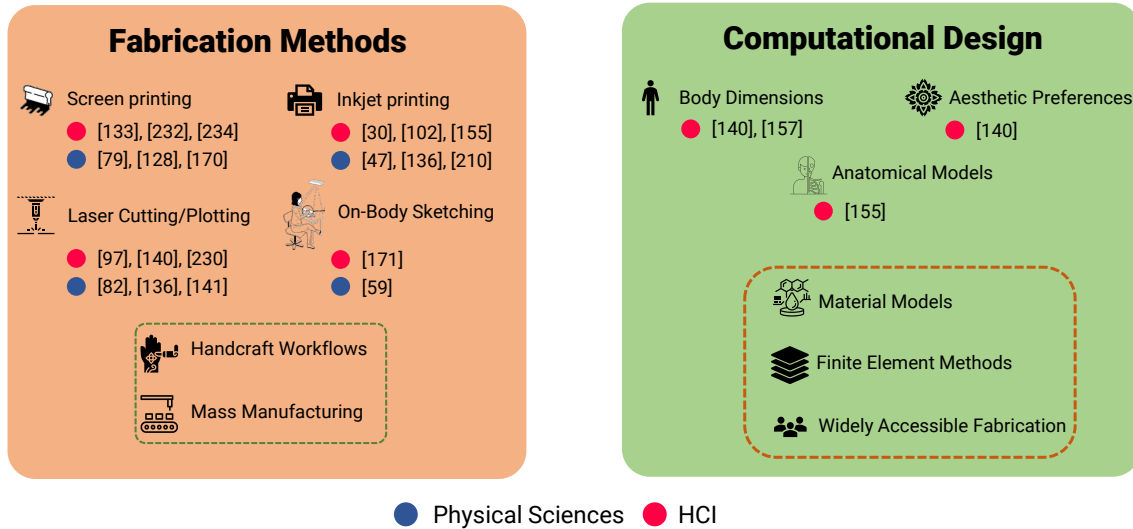 Fabrication Methods
Screen printing
[133], [232], [234]
[79], [128], [170]
Inkjet printing
[30], [102], [155]
[47], [136], [210]
Laser Cutting/Plotting
[97], [140], [230]
[82], [136], [141]
On-Body Sketching
[171]
[59]
Handcraft Workflows
Mass Manufacturing
Computational Design
Body Dimensions
[140], [157]
Aesthetic Preferences
[140]
Anatomical Models
[155]
Material Models
Finite Element Methods
Widely Accessible Fabrication
Physical Sciences
HCI